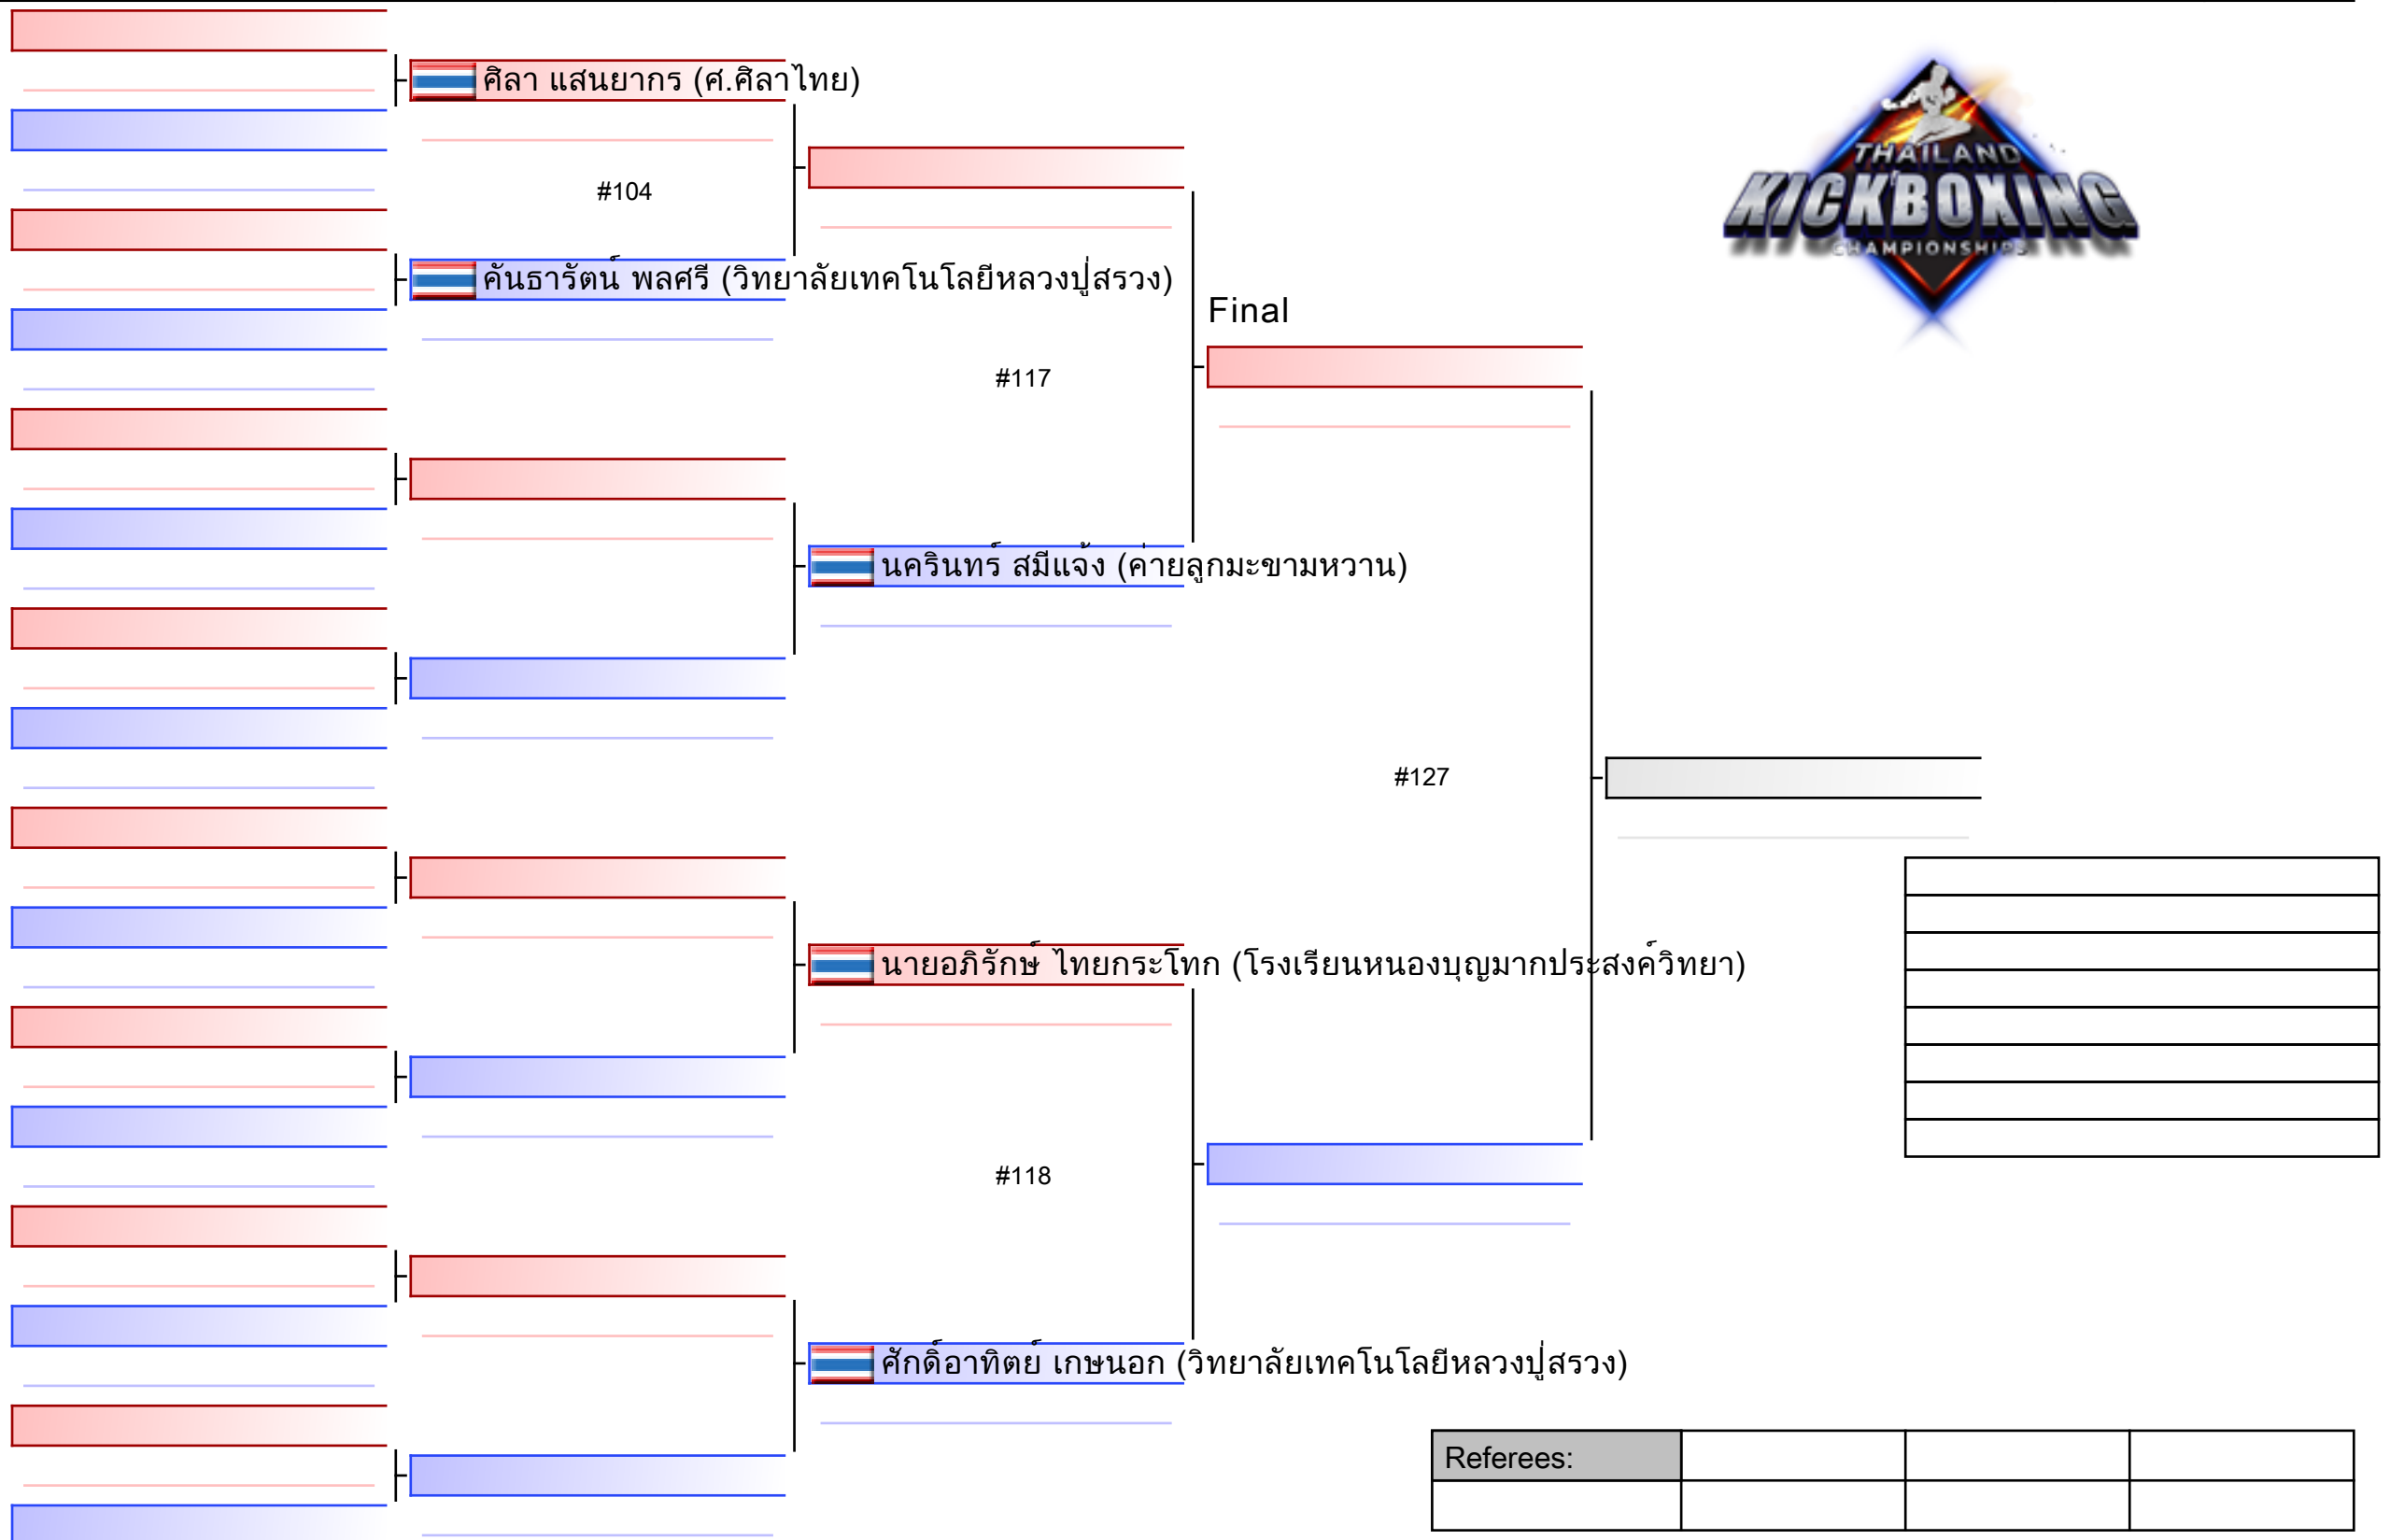 ศิลา แสนยากร (ศ.ศิลาไทย)
#104
คันธารัตน์ พลศรี (วิทยาลัยเทคโนโลยีหลวงปู่สรวง)
THAILAND
KICKBOXING
CHAMPIONSHIPS
Final
#117
นครินทร์ สมีแจ้ง (ค่ายลูกมะขามหวาน)
#127
นายอภิรักษ์ ไทยกระโทก (โรงเรียนหนองบุญมากประสงค์วิทยา)
#118
ศักดิ์อาทิตย์ เกษนอก (วิทยาลัยเทคโนโลยีหลวงปู่สรวง)
Referees: